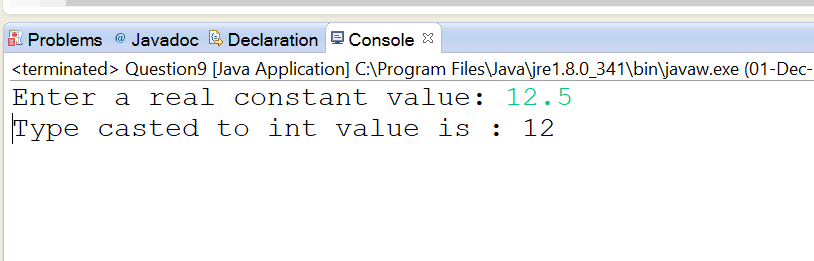 Problems @ Javadoc Declaration Console
<terminated> Question9 [Java Application] C:\Program Files\Java\jre1.8.0_341\bin\javaw.exe (01-Dec-
Enter a real constant value: 12.5
Type casted to int value is : 12